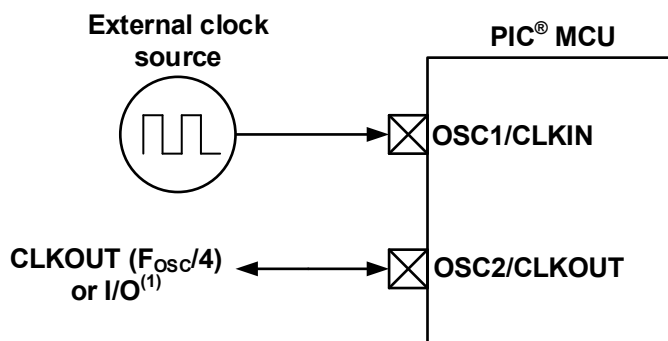 External clock
source
PIC® MCU
OSC1/CLKIN
CLKOUT (FOSC/4)
or I/O(1)
OSC2/CLKOUT